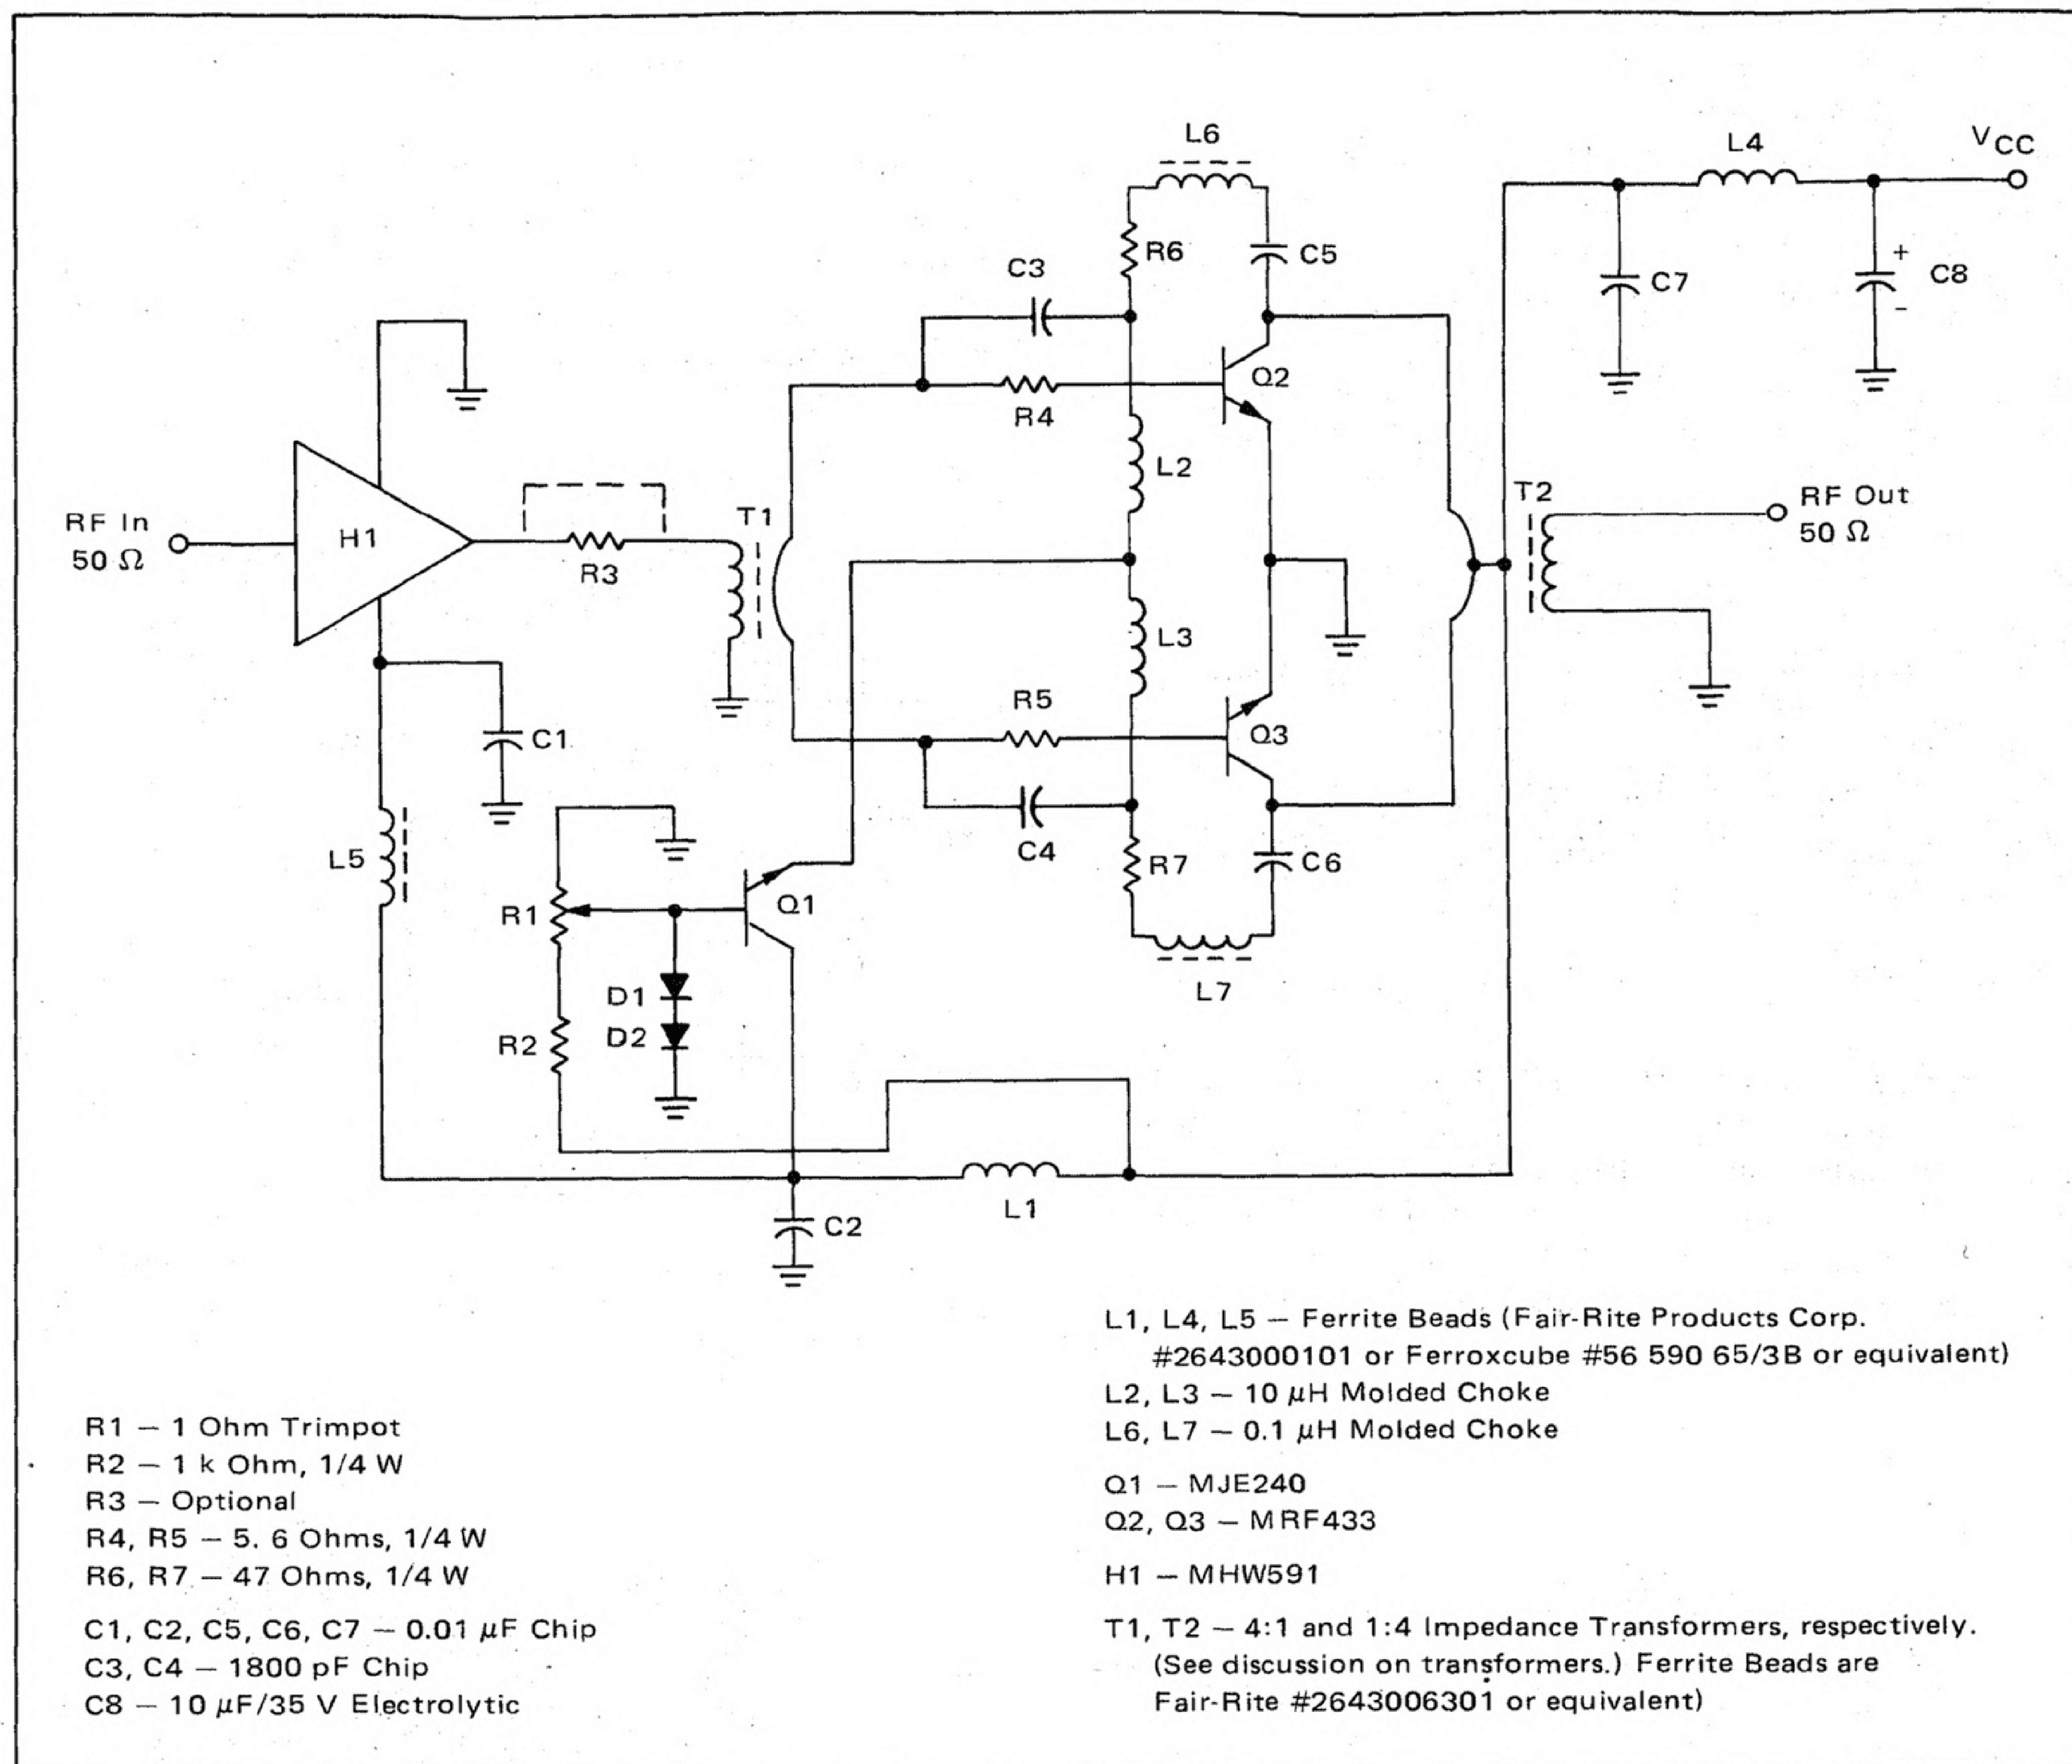 L6
L4
VCC
R6
C5
C3
C7
+
C8
-
Q2
R4
L2
T1
T2
RF Out
50 Ω
RF In
50 Ω
H1
R3
L3
R5
Q3
C1
C4
R7
C6
L5
R1
Q1
D1
L7
R2
D2
L1
C2
L1, L4, L5 – Ferrite Beads (Fair-Rite Products Corp.
#2643000101 or Ferroxcube #56 590 65/3B or equivalent)
L2, L3 – 10 μH Molded Choke
L6, L7 – 0.1 μH Molded Choke
Q1 – MJE240
Q2, Q3 – MRF433
H1 – MHW591
T1, T2 – 4:1 and 1:4 Impedance Transformers, respectively.
(See discussion on transformers.) Ferrite Beads are
Fair-Rite #2643006301 or equivalent)
R1 – 1 Ohm Trimpot
R2 – 1 k Ohm, 1/4 W
R3 – Optional
R4, R5 – 5. 6 Ohms, 1/4 W
R6, R7 – 47 Ohms, 1/4 W
C1, C2, C5, C6, C7 – 0.01 μF Chip
C3, C4 – 1800 pF Chip
C8 – 10 μF/35 V Electrolytic